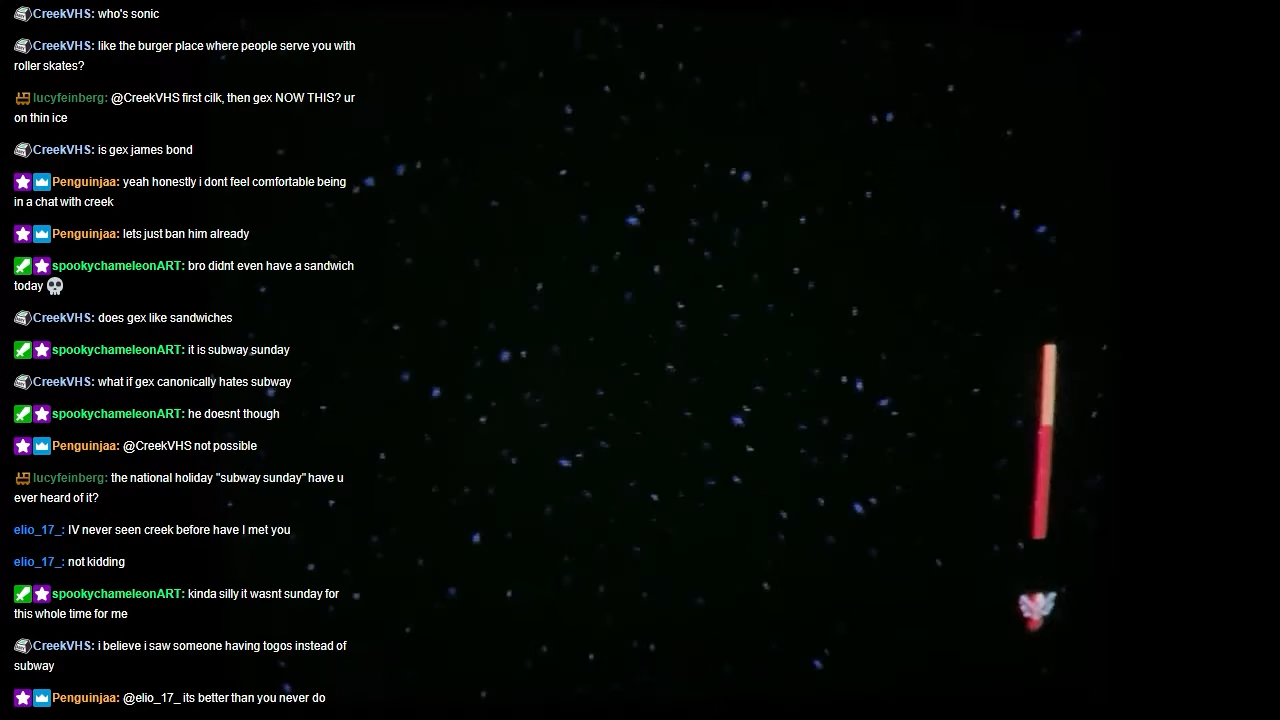 CreekVHS: who's sonic
CreekVHS: like the burger place where people serve you with
roller skates?
lucyfeinberg: @CreekVHS first cilk, then gex NOW THIS? ur
on thin ice
CreekVHS: is gex james bond
Penguinjaa: yeah honestly i dont feel comfortable being
in a chat with creek
Penguinjaa: lets just ban him already
spookychameleonART: bro didnt even have a sandwich
today 💀
CreekVHS: does gex like sandwiches
spookychameleonART: it is subway sunday
CreekVHS: what if gex canonically hates subway
spookychameleonART: he doesnt though
Penguinjaa: @CreekVHS not possible
lucyfeinberg: the national holiday "subway sunday" have u
ever heard of it?
elio_17_: IV never seen creek before have I met you
elio_17_: not kidding
spookychameleonART: kinda silly it wasnt sunday for
this whole time for me
CreekVHS: i believe i saw someone having togos instead of
subway
Penguinjaa: @elio_17_ its better than you never do